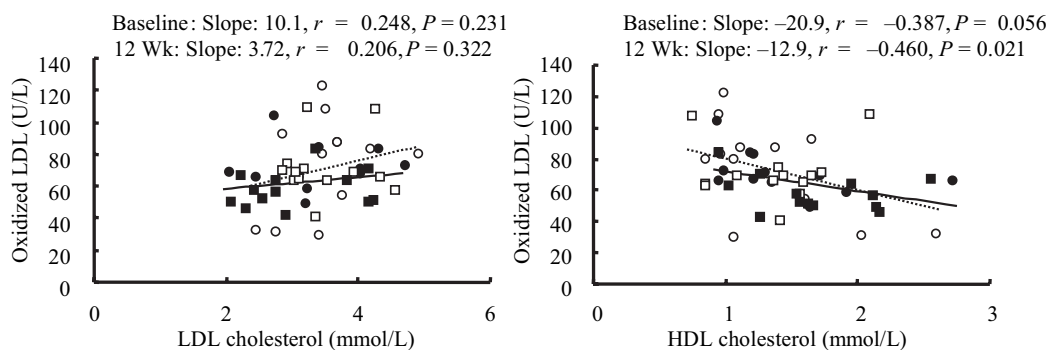 Baseline: Slope: 10.1, r = 0.248, P = 0.231
12 Wk: Slope: 3.72, r = 0.206, P = 0.322
Oxidized LDL (U/L)
140
120
100
80
60
40
20
0
0 2 4 6
LDL cholesterol (mmol/L)
Baseline: Slope: –20.9, r = –0.387, P = 0.056
12 Wk: Slope: –12.9, r = –0.460, P = 0.021
Oxidized LDL (U/L)
140
120
100
80
60
40
20
0
0 1 2 3
HDL cholesterol (mmol/L)